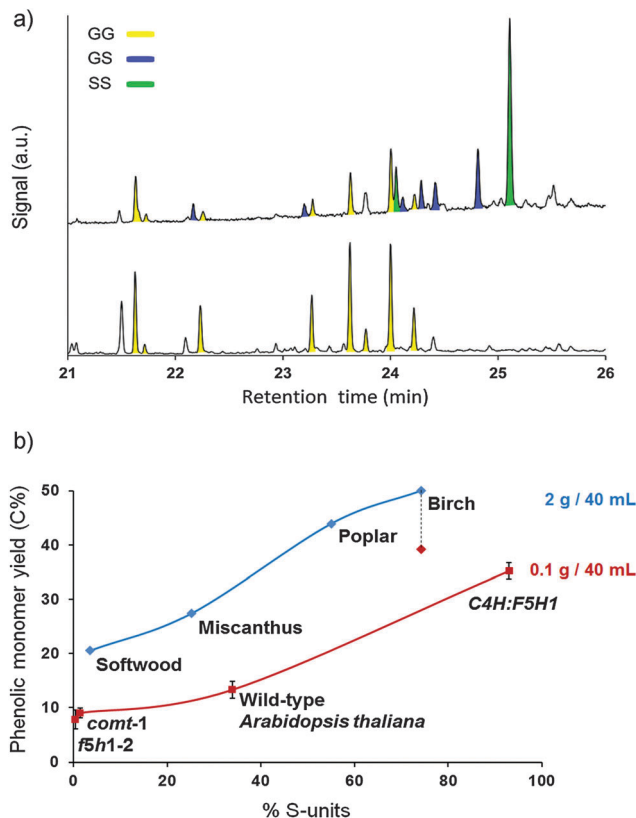 a)
GG
GS
SS
Signal (a.u.)
21 22 23 24 25 26
Retention time (min)
b)
Phenolic monomer yield (C%)
50
40
30
20
10
0
Birch
2 g / 40 mL
Poplar
0.1 g / 40 mL
C4H:F5H1
Miscanthus
Softwood
Wild-type
Arabidopsis thaliana
comt-1
f5h1-2
0 20 40 60 80 100
% S-units